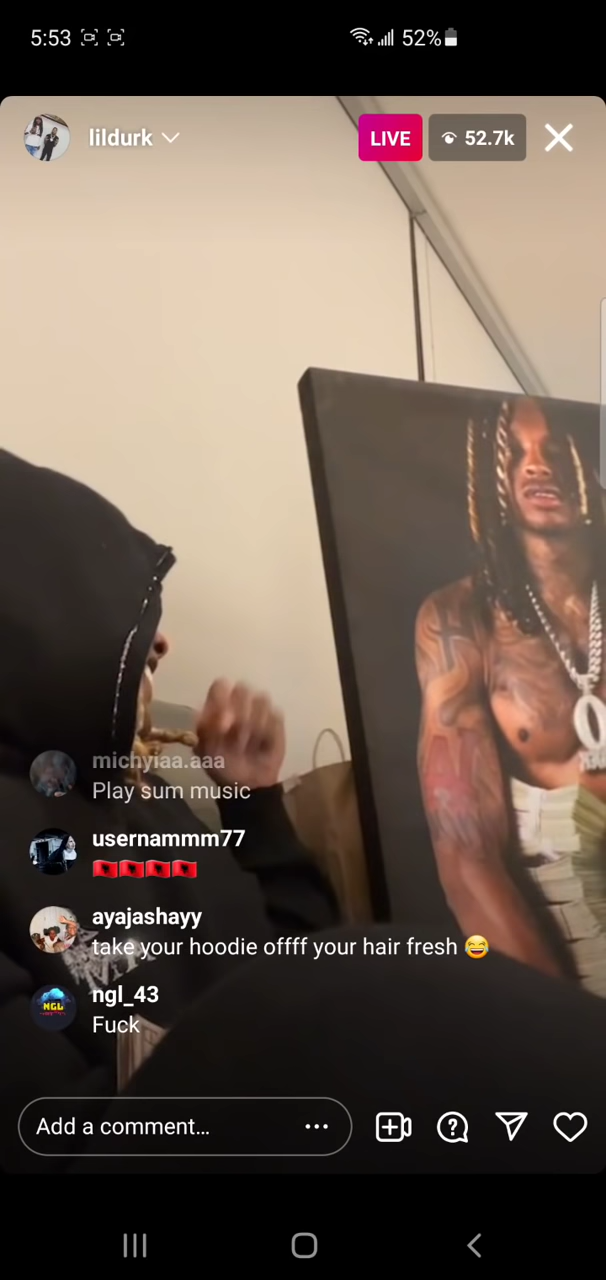 5:53
52%
lildurk
LIVE
52.7k
michyiaa.aaa
Play sum music
usernammm77
🇦🇱🇦🇱🇦🇱🇦🇱
ayajashayy
take your hoodie offff your hair fresh 😂
NGL
ngl_43
Fuck
Add a comment...